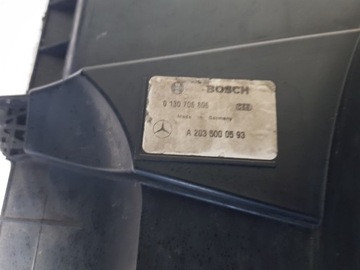 BOSCH
0 130 706 806
Made in Germany
A 203 500 05 93